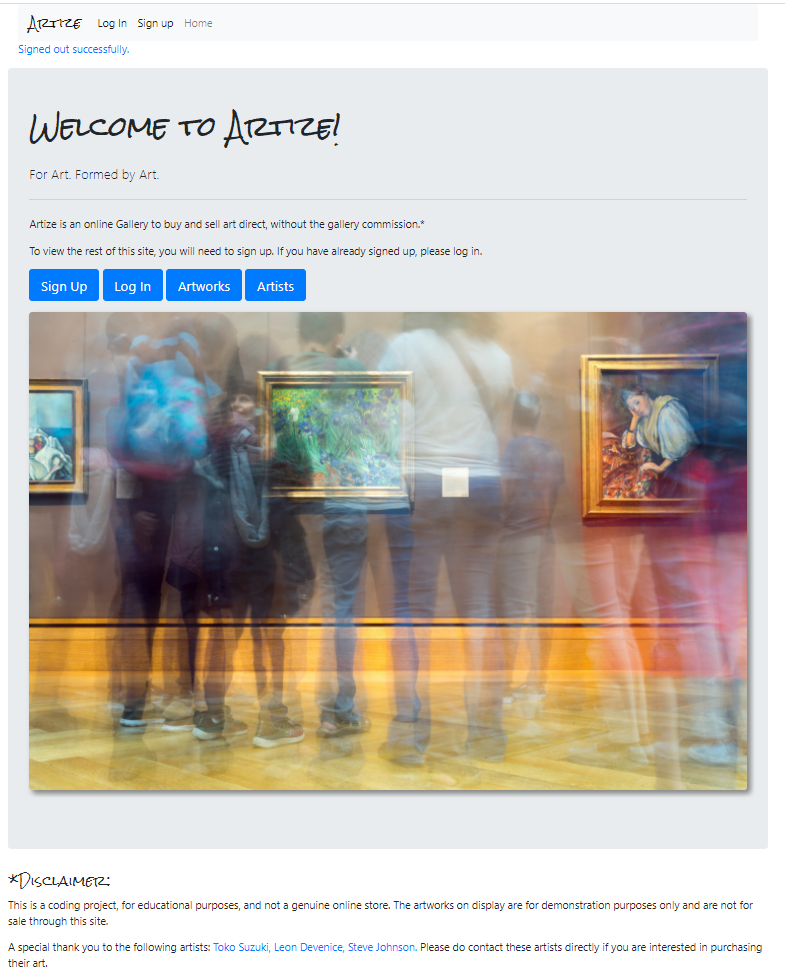 Artize Log In Sign up Home
Signed out successfully.
Welcome to Artize!
For Art. Formed by Art.
Artize is an online Gallery to buy and sell art direct, without the gallery commission.*
To view the rest of this site, you will need to sign up. If you have already signed up, please log in.
Sign Up Log In Artworks Artists
*Disclaimer:
This is a coding project, for educational purposes, and not a genuine online store. The artworks on display are for demonstration purposes only and are not for
sale through this site.
A special thank you to the following artists: Toko Suzuki, Leon Devenice, Steve Johnson. Please do contact these artists directly if you are interested in purchasing
their art.